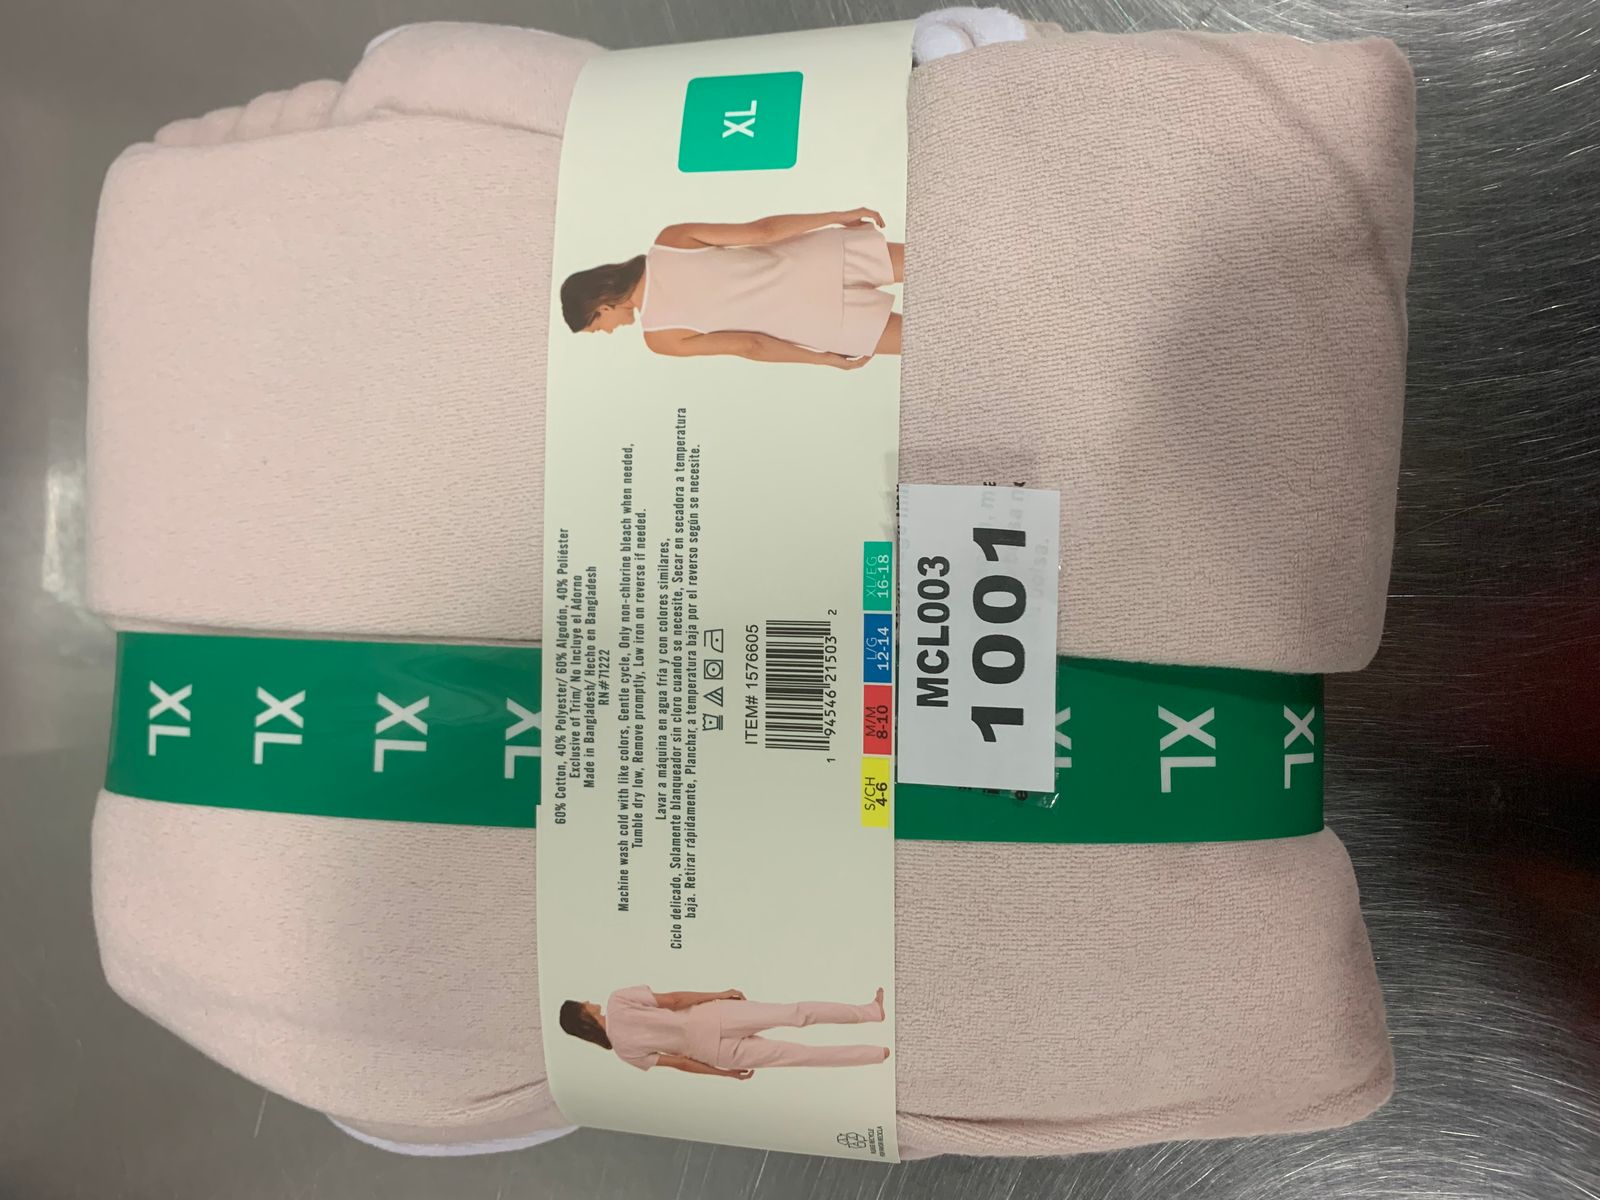 XL
60% Cotton, 40% Polyester/ 60% Algodón, 40% Poliéster
Exclusive of Trim/ No Incluye el Adorno
Made in Bangladesh/ Hecho en Bangladesh
RN#71222
Machine wash cold with like colors, Gentle cycle, Only non-chlorine bleach when needed,
Tumble dry low, Remove promptly, Low iron on reverse if needed.
Lavar a máquina en agua fría y con colores similares,
Ciclo delicado, Solamente blanqueador sin cloro cuando se necesite, Secar en secadora a temperatura
baja. Retirar rápidamente, Planchar a temperatura baja por el reverso según se necesite.
ITEM# 1576605
1 94546 21503 2
S/CH M/M L/G XL/EG
4-6 8-10 12-14 16-18
MCL003
1001
XL XL XL XL
XL XL